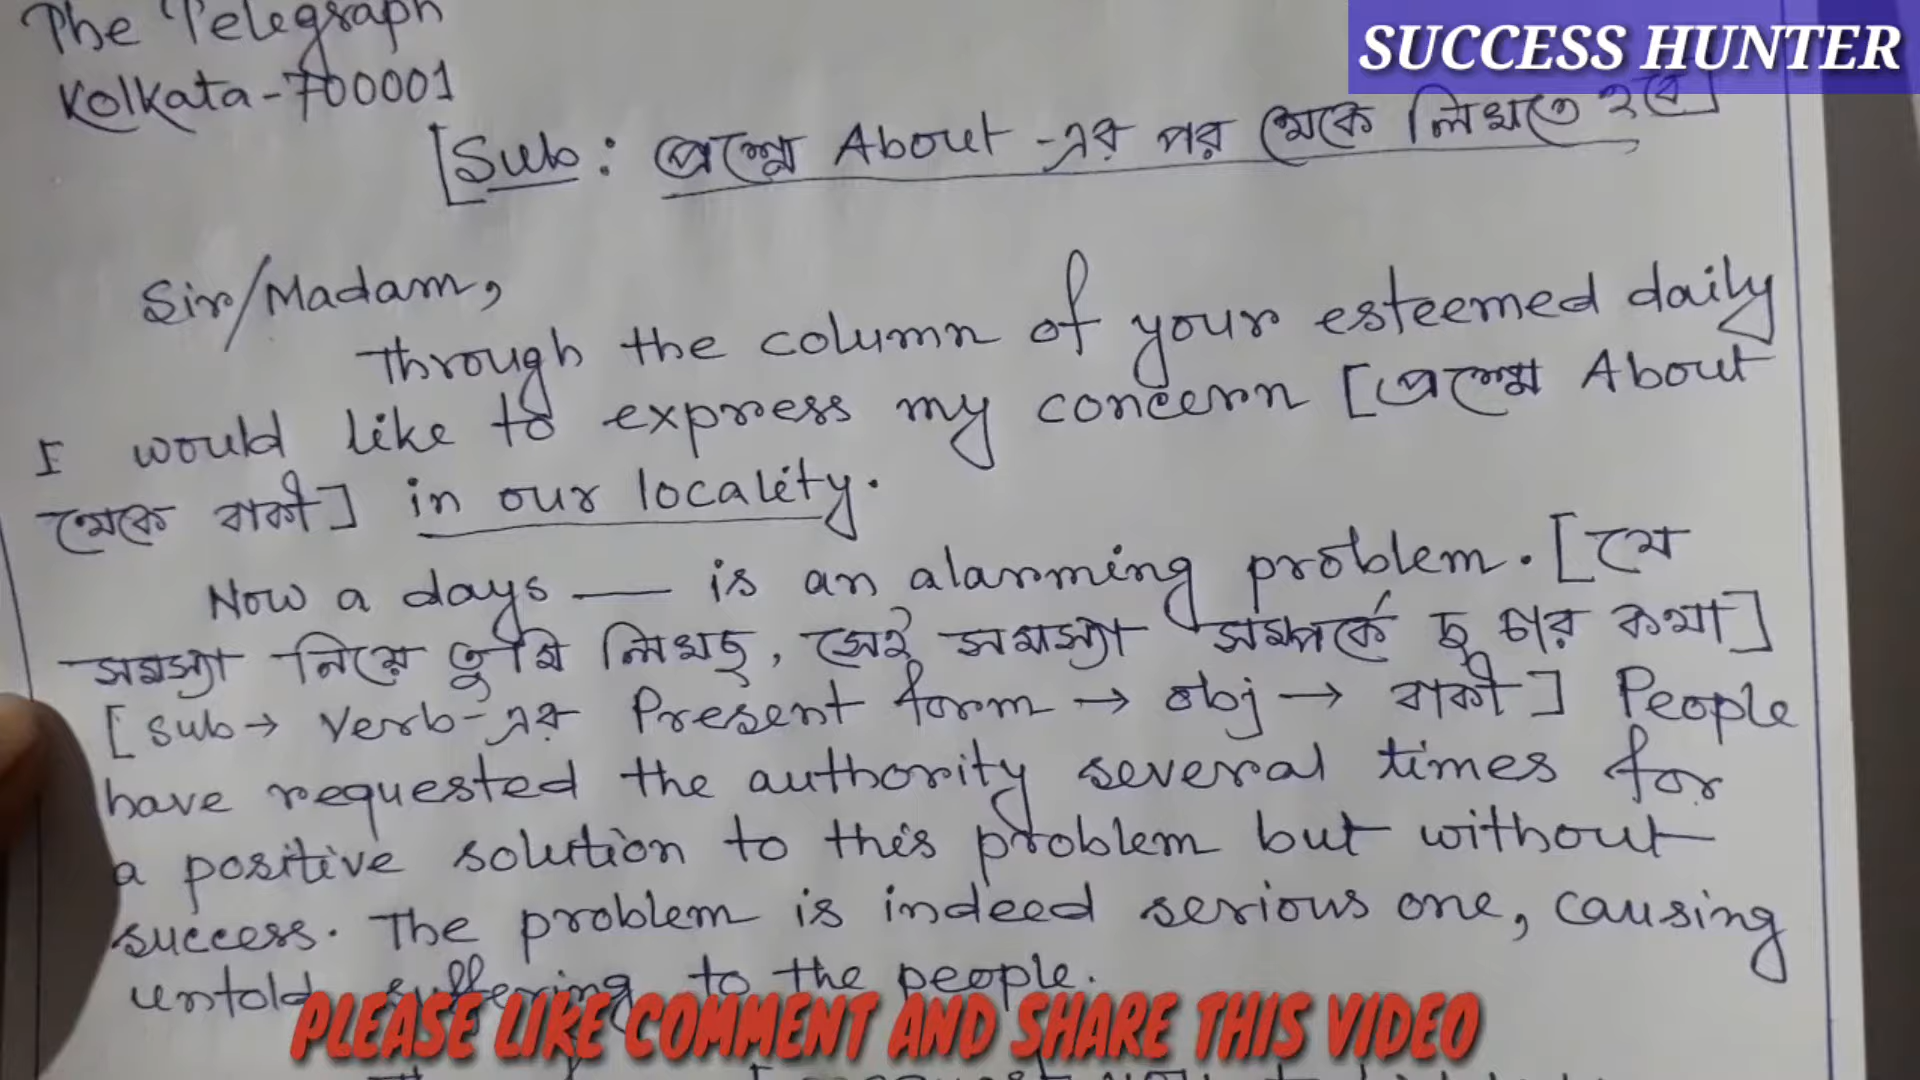 The Telegraph
SUCCESS HUNTER
Kolkata-700001
[Sub: প্রশ্নে About -এর পর থেকে লিখতে হবে]
Sir/Madam,
Through the column of your esteemed daily
I would like to express my concern [প্রশ্নে About
থেকে বাকী] in our locality.
Now a days — is an alarming problem. [যে
সমস্যা নিয়ে তুমি লিখছ, সেই সমস্যা সম্পর্কে দু চার কথা]
[Sub → Verb-এর Present form → obj → বাকী] People
have requested the authority several times for
a positive solution to this problem but without
success. The problem is indeed serious one, causing
untold suffering to the people.
PLEASE LIKE COMMENT AND SHARE THIS VIDEO